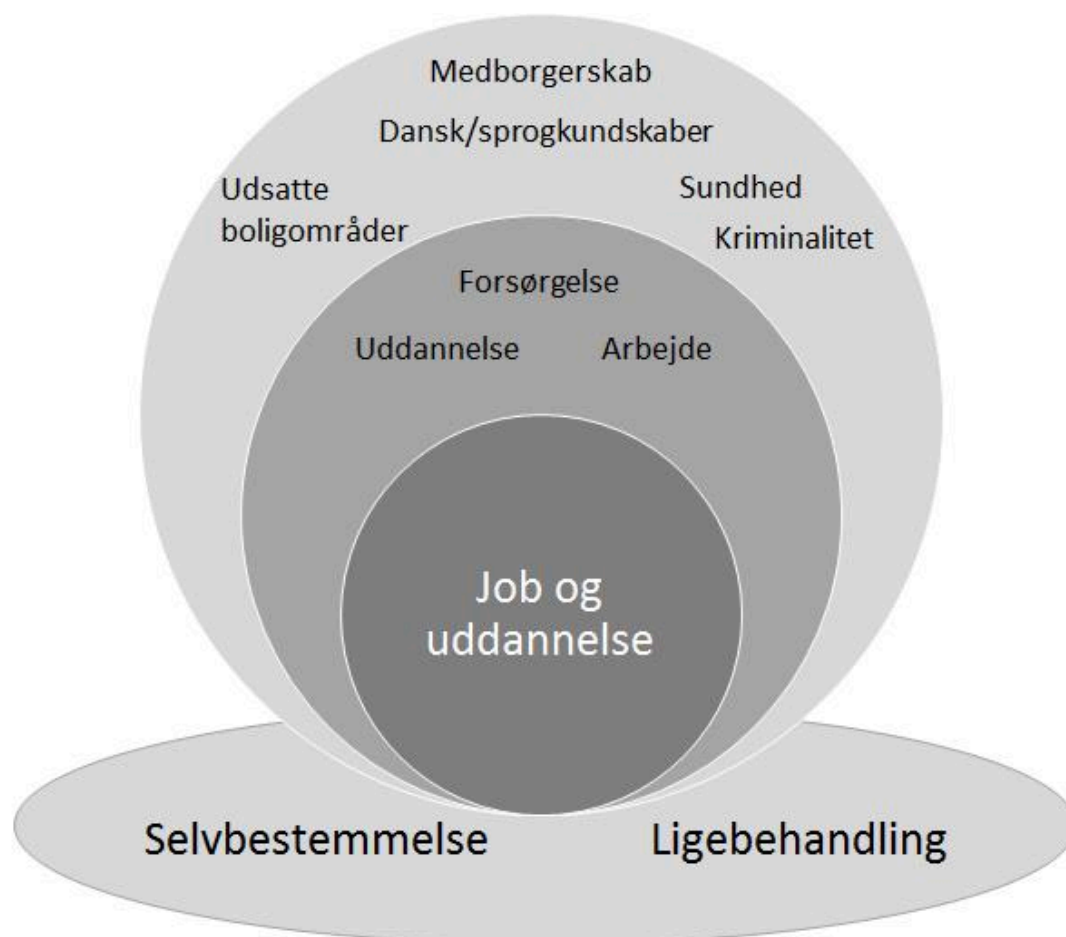 Medborgerskab
Dansk/sprogkundskaber
Udsatte
boligområder
Sundhed
Kriminalitet
Forsørgelse
Uddannelse
Arbejde
Job og
uddannelse
Selvbestemmelse
Ligebehandling